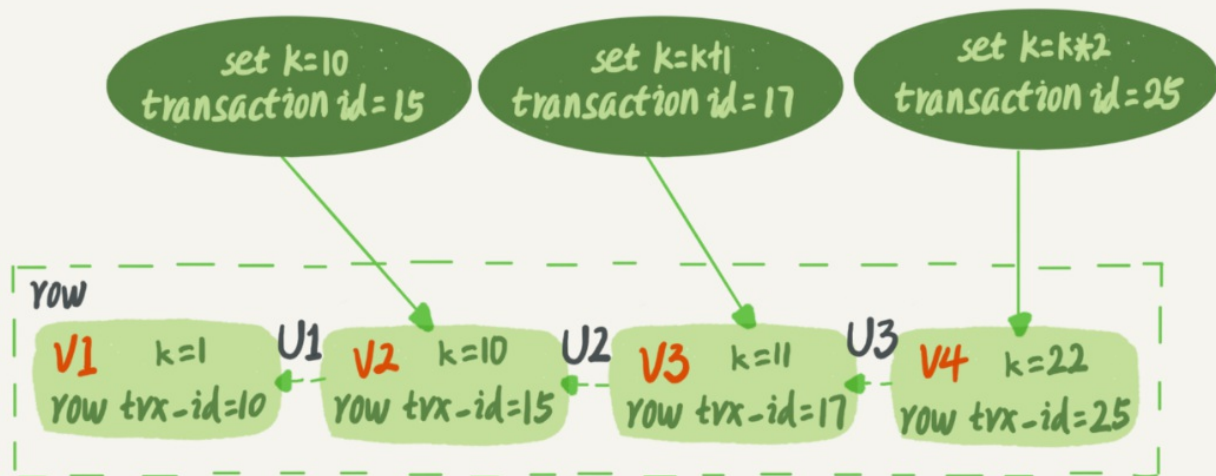 set k=10
transaction id=15
set k=k+1
transaction id=17
set k=k*2
transaction id=25
row
V1 k=1
row trx-id=10
U1
V2 k=10
row trx-id=15
U2
V3 k=11
row trx-id=17
U3
V4 k=22
row trx-id=25